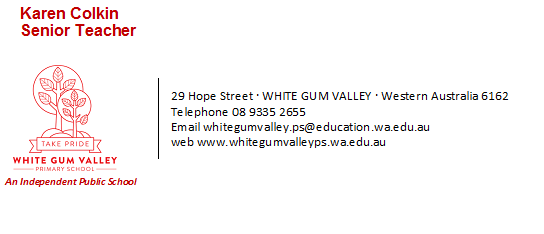 Karen Colkin
Senior Teacher
TAKE PRIDE
WHITE GUM VALLEY
PRIMARY SCHOOL
An Independent Public School
29 Hope Street · WHITE GUM VALLEY · Western Australia 6162
Telephone 08 9335 2655
Email whitegumvalley.ps@education.wa.edu.au
web www.whitegumvalleyps.wa.edu.au